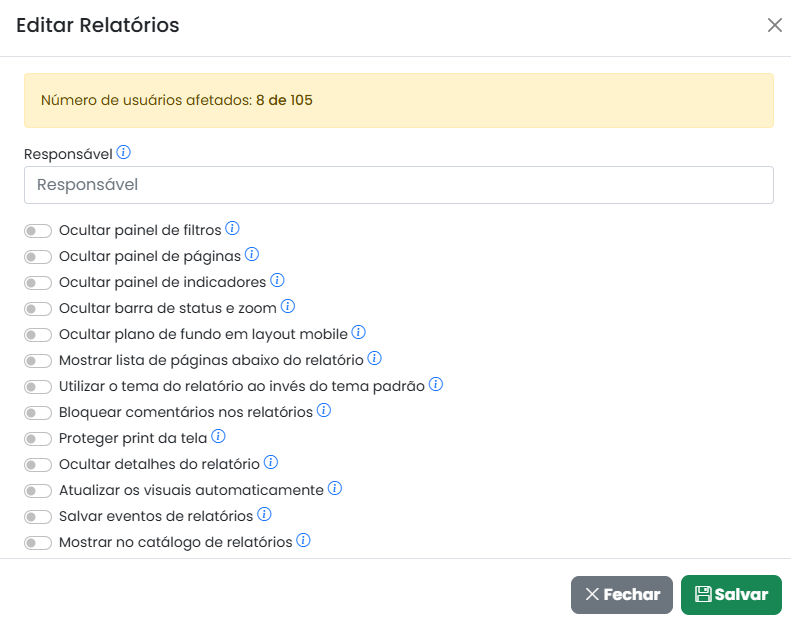 Editar Relatórios
Número de usuários afetados: 8 de 105
Responsável
Responsável
Ocultar painel de filtros
Ocultar painel de páginas
Ocultar painel de indicadores
Ocultar barra de status e zoom
Ocultar plano de fundo em layout mobile
Mostrar lista de páginas abaixo do relatório
Utilizar o tema do relatório ao invés do tema padrão
Bloquear comentários nos relatórios
Proteger print da tela
Ocultar detalhes do relatório
Atualizar os visuais automaticamente
Salvar eventos de relatórios
Mostrar no catálogo de relatórios
Fechar Salvar